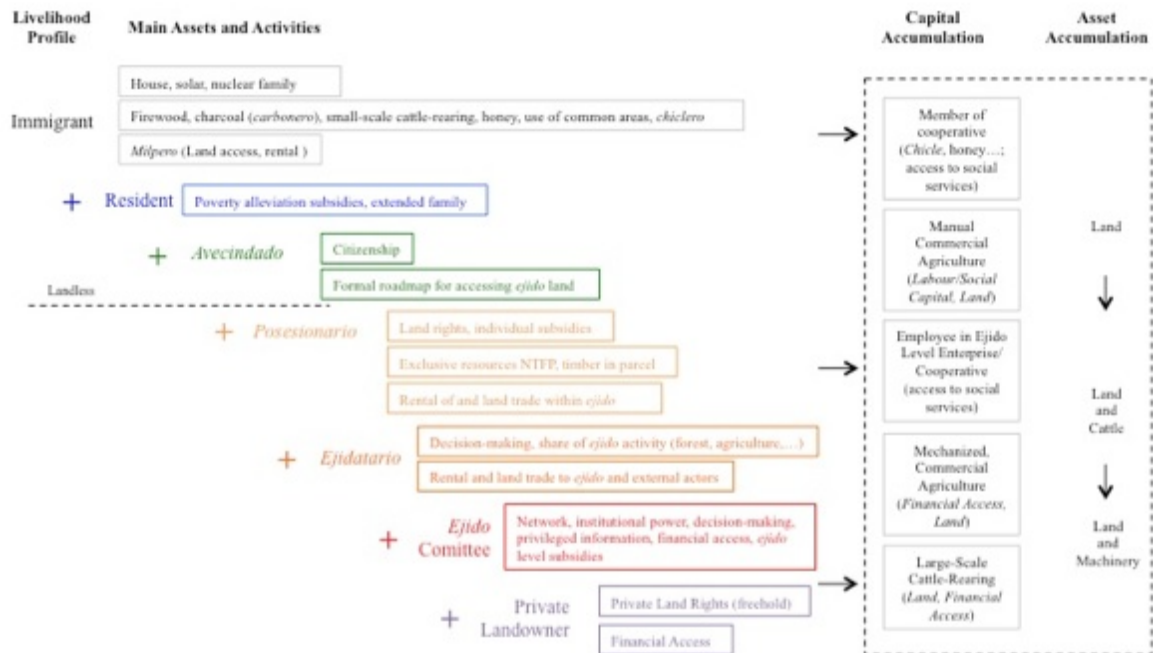 Livelihood
Profile
Main Assets and Activities
Capital
Accumulation
Asset
Accumulation
Immigrant
House, solar, nuclear family
Firewood, charcoal (carbonero), small-scale cattle-rearing, honey, use of common areas, chiclero
Milpero (Land access, rental )
+ Resident
Poverty alleviation subsidies, extended family
+ Avecindado
Citizenship
Formal roadmap for accessing ejido land
Landless
+ Posesionario
Land rights, individual subsidies
Exclusive resources NTFP, timber in parcel
Rental of and land trade within ejido
+ Ejidatario
Decision-making, share of ejido activity (forest, agriculture,…)
Rental and land trade to ejido and external actors
+ Ejido
Comittee
Network, institutional power, decision-making,
privileged information, financial access, ejido
level subsidies
+ Private
Landowner
Private Land Rights (freehold)
Financial Access
Member of
cooperative
(Chicle, honey…;
access to social
services)
Manual
Commercial
Agriculture
(Labour/Social
Capital, Land)
Employee in Ejido
Level Enterprise/
Cooperative
(access to social
services)
Mechanized,
Commercial
Agriculture
(Financial Access,
Land)
Large-Scale
Cattle-Rearing
(Land, Financial
Access)
Land
Land
and
Cattle
Land
and
Machinery